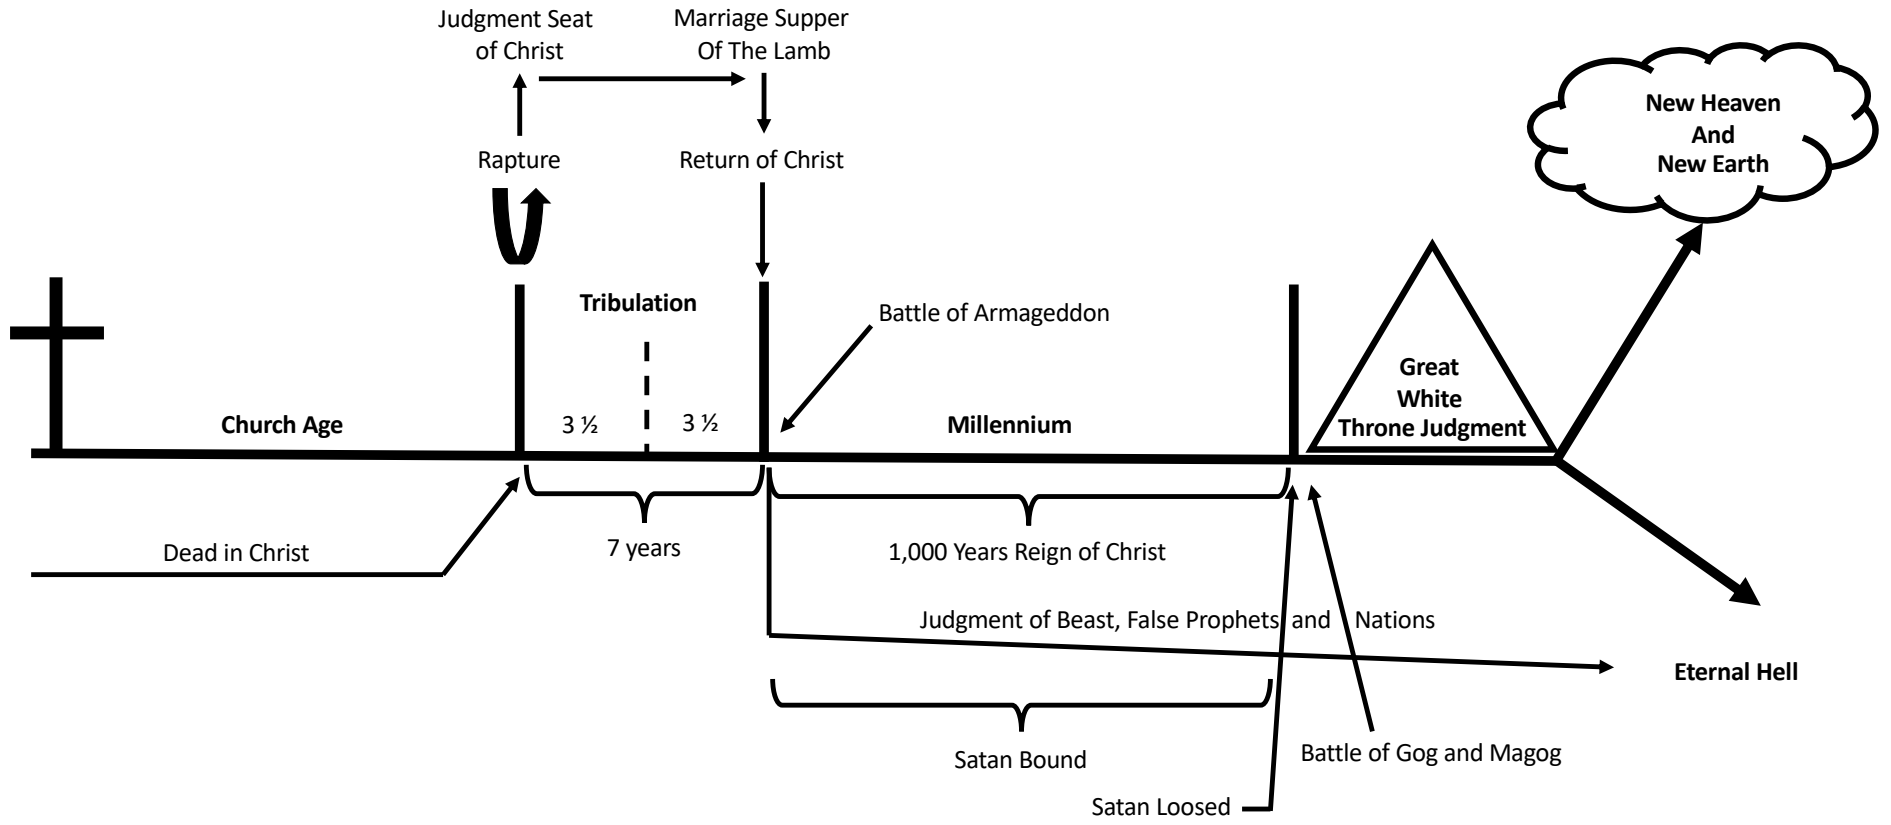 Judgment Seat
of Christ
Marriage Supper
Of The Lamb
Rapture
Return of Christ
New Heaven
And
New Earth
Tribulation
Battle of Armageddon
Church Age
3 ½
3 ½
Millennium
Great
White
Throne Judgment
Dead in Christ
7 years
1,000 Years Reign of Christ
Judgment of Beast, False Prophets and Nations
Eternal Hell
Satan Bound
Battle of Gog and Magog
Satan Loosed